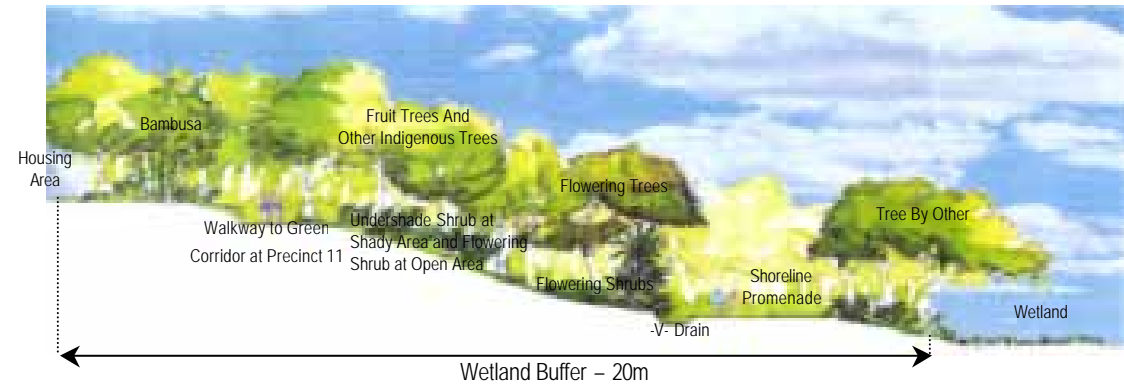 Bambusa
Fruit Trees And
Other Indigenous Trees
Housing
Area
Flowering Trees
Tree By Other
Walkway to Green
Corridor at Precinct 11
Undershade Shrub at
Shady Area and Flowering
Shrub at Open Area
Flowering Shrubs
Shoreline
Promenade
Wetland
-V- Drain
Wetland Buffer – 20m